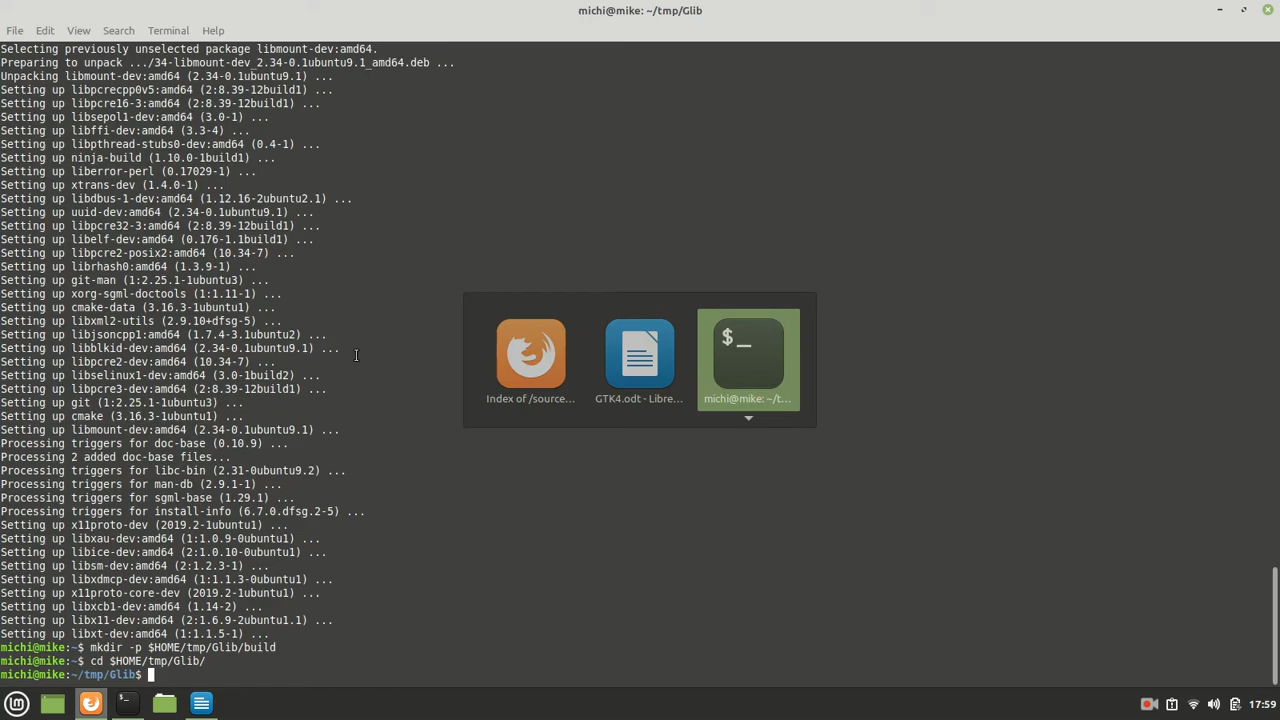 michi@mike: ~/tmp/Glib
File Edit View Search Terminal Help
Selecting previously unselected package libmount-dev:amd64.
Preparing to unpack .../34-libmount-dev_2.34-0.1ubuntu9.1_amd64.deb ...
Unpacking libmount-dev:amd64 (2.34-0.1ubuntu9.1) ...
Setting up libpcrecpp0v5:amd64 (2:8.39-12build1) ...
Setting up libpcre16-3:amd64 (2:8.39-12build1) ...
Setting up libsepol1-dev:amd64 (3.0-1) ...
Setting up libffi-dev:amd64 (3.3-4) ...
Setting up libpthread-stubs0-dev:amd64 (0.4-1) ...
Setting up ninja-build (1.10.0-1build1) ...
Setting up liberror-perl (0.17029-1) ...
Setting up xtrans-dev (1.4.0-1) ...
Setting up libdbus-1-dev:amd64 (1.12.16-2ubuntu2.1) ...
Setting up uuid-dev:amd64 (2.34-0.1ubuntu9.1) ...
Setting up libpcre32-3:amd64 (2:8.39-12build1) ...
Setting up libelf-dev:amd64 (0.176-1.1build1) ...
Setting up libpcre2-posix2:amd64 (10.34-7) ...
Setting up librhash0:amd64 (1.3.9-1) ...
Setting up git-man (1:2.25.1-1ubuntu3) ...
Setting up xorg-sgml-doctools (1:1.11-1) ...
Setting up cmake-data (3.16.3-1ubuntu1) ...
Setting up libxml2-utils (2.9.10+dfsg-5) ...
Setting up libjsoncpp1:amd64 (1.7.4-3.1ubuntu2) ...
Setting up libblkid-dev:amd64 (2.34-0.1ubuntu9.1) ...
Setting up libpcre2-dev:amd64 (10.34-7) ...
Setting up libselinux1-dev:amd64 (3.0-1build2) ...
Setting up libpcre3-dev:amd64 (2:8.39-12build1) ...
Setting up git (1:2.25.1-1ubuntu3) ...
Setting up cmake (3.16.3-1ubuntu1) ...
Setting up libmount-dev:amd64 (2.34-0.1ubuntu9.1) ...
Processing triggers for doc-base (0.10.9) ...
Processing 2 added doc-base files...
Processing triggers for libc-bin (2.31-0ubuntu9.2) ...
Processing triggers for man-db (2.9.1-1) ...
Processing triggers for sgml-base (1.29.1) ...
Processing triggers for install-info (6.7.0.dfsg.2-5) ...
Setting up x11proto-dev (2019.2-1ubuntu1) ...
Setting up libxau-dev:amd64 (1:1.0.9-0ubuntu1) ...
Setting up libice-dev:amd64 (2:1.0.10-0ubuntu1) ...
Setting up libsm-dev:amd64 (2:1.2.3-1) ...
Setting up libxdmcp-dev:amd64 (1:1.1.3-0ubuntu1) ...
Setting up x11proto-core-dev (2019.2-1ubuntu1) ...
Setting up libxcb1-dev:amd64 (1.14-2) ...
Setting up libx11-dev:amd64 (2:1.6.9-2ubuntu1.1) ...
Setting up libxt-dev:amd64 (1:1.1.5-1) ...
michi@mike:~$ mkdir -p $HOME/tmp/Glib/build
michi@mike:~$ cd $HOME/tmp/Glib/
michi@mike:~/tmp/Glib$
$_
Index of /source... GTK4.odt - Libre... michi@mike: ~/t...
17:59